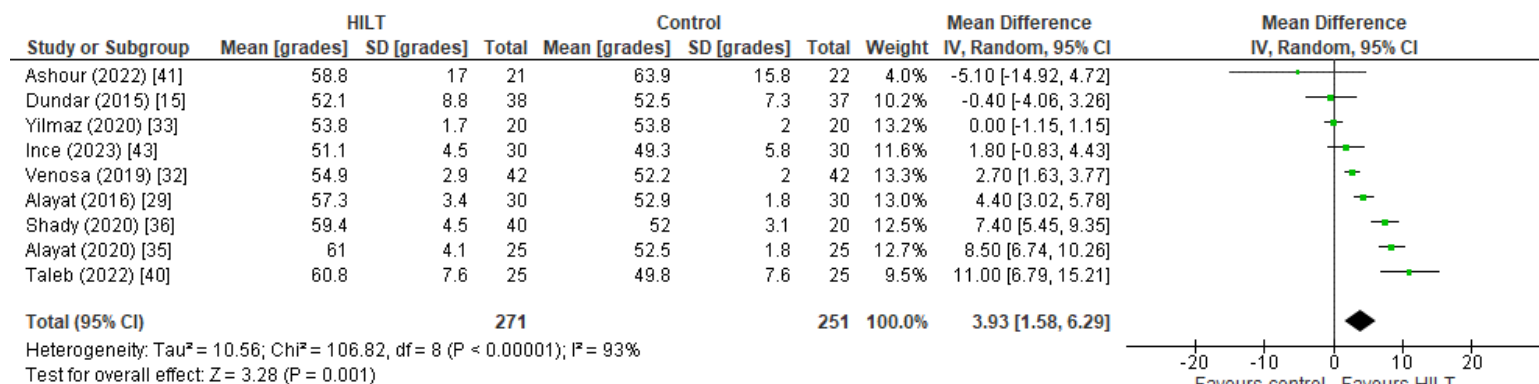 HILT Control Mean Difference Mean Difference
Study or Subgroup Mean [grades] SD [grades] Total Mean [grades] SD [grades] Total Weight IV, Random, 95% CI IV, Random, 95% CI
Ashour (2022) [41] 58.8 17 21 63.9 15.8 22 4.0% -5.10 [-14.92, 4.72]
Dundar (2015) [15] 52.1 8.8 38 52.5 7.3 37 10.2% -0.40 [-4.06, 3.26]
Yilmaz (2020) [33] 53.8 1.7 20 53.8 2 20 13.2% 0.00 [-1.15, 1.15]
Ince (2023) [43] 51.1 4.5 30 49.3 5.8 30 11.6% 1.80 [-0.83, 4.43]
Venosa (2019) [32] 54.9 2.9 42 52.2 2 42 13.3% 2.70 [1.63, 3.77]
Alayat (2016) [29] 57.3 3.4 30 52.9 1.8 30 13.0% 4.40 [3.02, 5.78]
Shady (2020) [36] 59.4 4.5 40 52 3.1 20 12.5% 7.40 [5.45, 9.35]
Alayat (2020) [35] 61 4.1 25 52.5 1.8 25 12.7% 8.50 [6.74, 10.26]
Taleb (2022) [40] 60.8 7.6 25 49.8 7.6 25 9.5% 11.00 [6.79, 15.21]
Total (95% CI) 271 251 100.0% 3.93 [1.58, 6.29]
Heterogeneity: Tau² = 10.56; Chi² = 106.82, df = 8 (P < 0.00001); I² = 93%
Test for overall effect: Z = 3.28 (P = 0.001)
-20 -10 0 10 20
Favours control Favours HILT